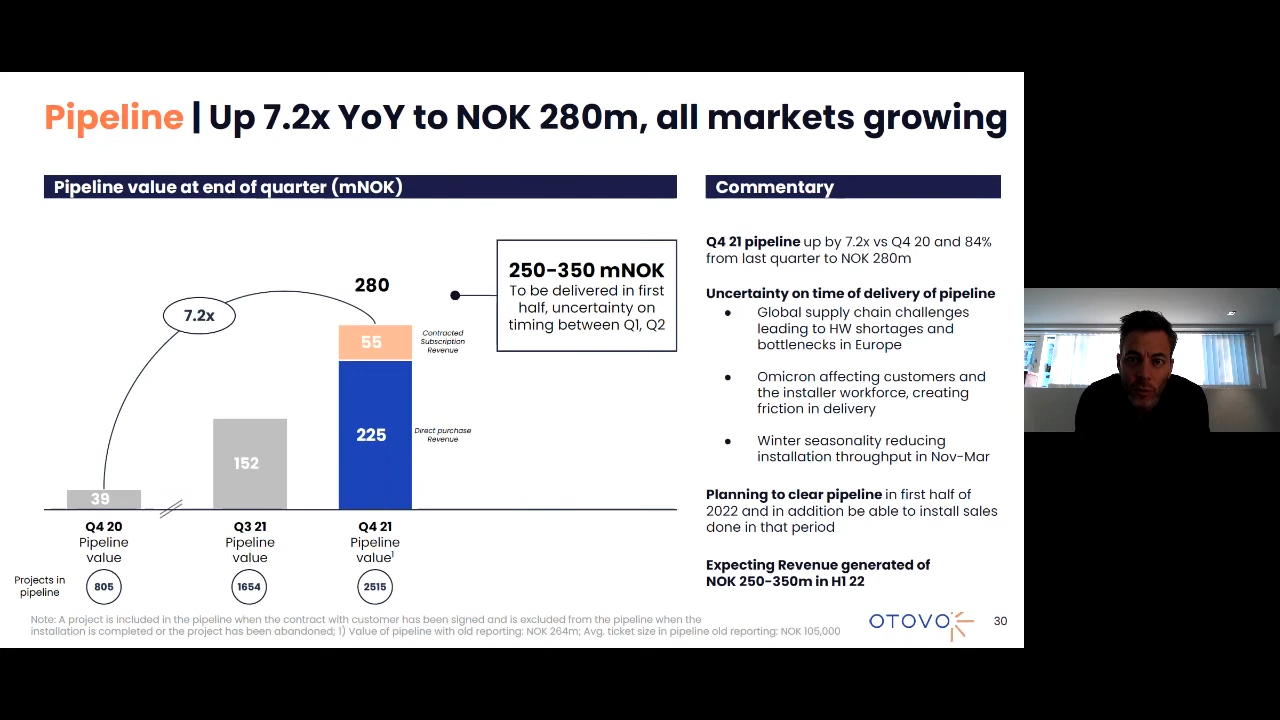 Pipeline | Up 7.2x YoY to NOK 280m, all markets growing
Pipeline value at end of quarter (mNOK)
7.2x
280
55
225
152
39
Contracted
Subscription
Revenue
Direct purchase
Revenue
250-350 mNOK
To be delivered in first
half, uncertainty on
timing between Q1, Q2
Q4 20
Pipeline
value
Q3 21
Pipeline
value
Q4 21
Pipeline
value¹
Projects in
pipeline
805
1654
2515
Commentary
Q4 21 pipeline up by 7.2x vs Q4 20 and 84%
from last quarter to NOK 280m
Uncertainty on time of delivery of pipeline
● Global supply chain challenges
leading to HW shortages and
bottlenecks in Europe
● Omicron affecting customers and
the installer workforce, creating
friction in delivery
● Winter seasonality reducing
installation throughput in Nov-Mar
Planning to clear pipeline in first half of
2022 and in addition be able to install sales
done in that period
Expecting Revenue generated of
NOK 250-350m in H1 22
Note: A project is included in the pipeline when the contract with customer has been signed and is excluded from the pipeline when the
installation is completed or the project has been abandoned; 1) Value of pipeline with old reporting: NOK 264m; Avg. ticket size in pipeline old reporting: NOK 105,000
OTOVO
30